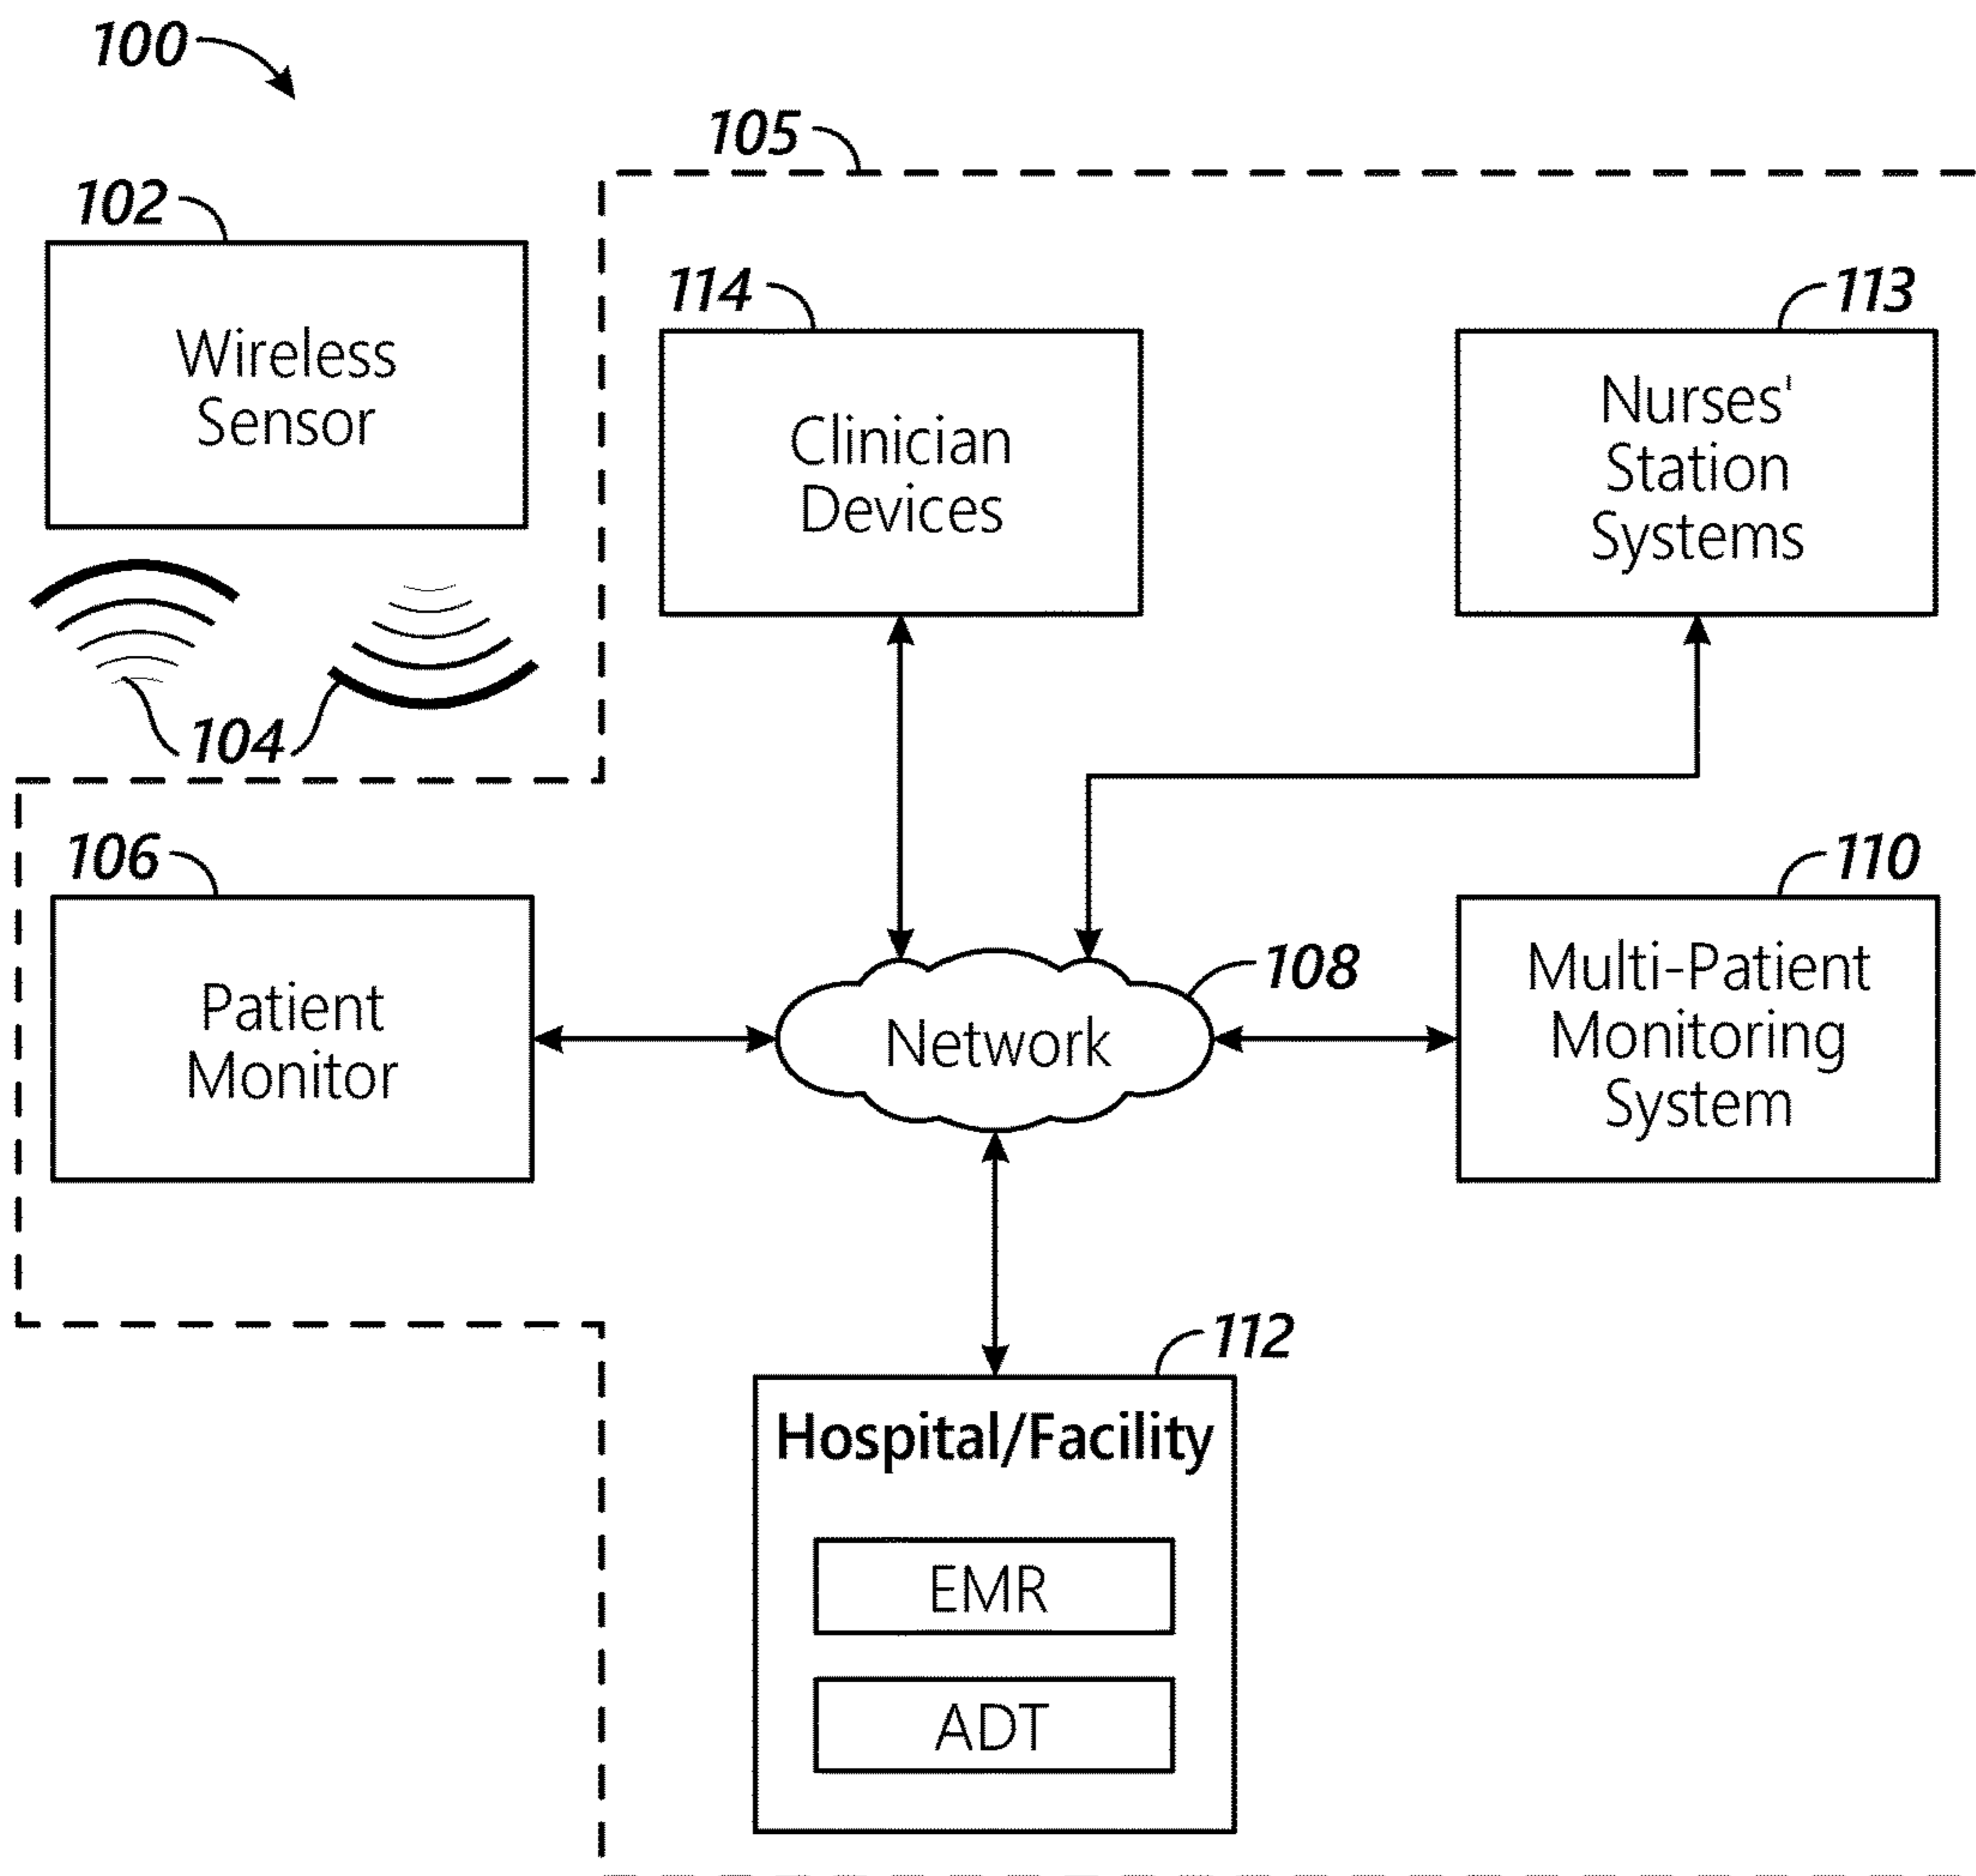 100
105
102
Wireless
Sensor
114
Clinician
Devices
113
Nurses'
Station
Systems
104
106
Patient
Monitor
108
Network
110
Multi-Patient
Monitoring
System
112
Hospital/Facility
EMR
ADT